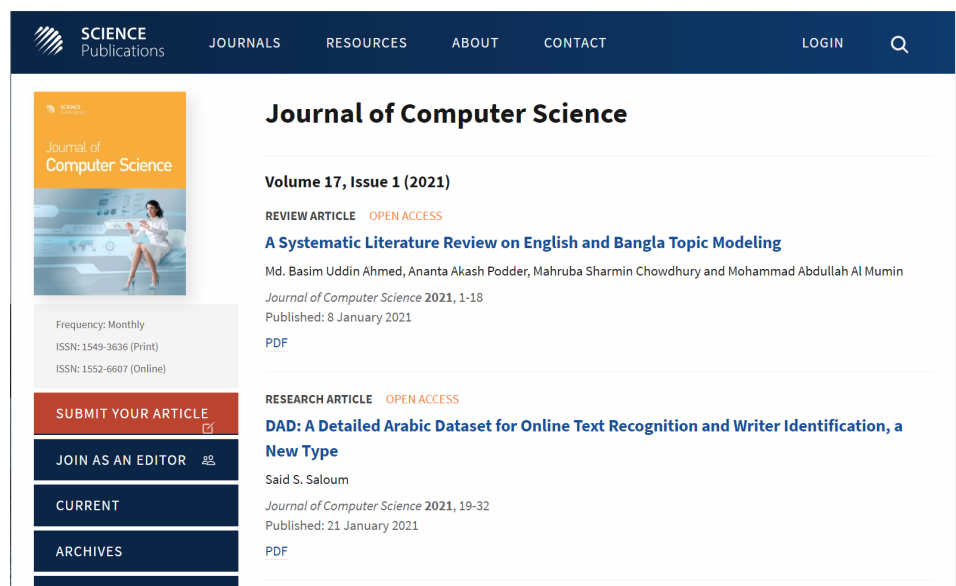 SCIENCE
Publications
JOURNALS RESOURCES ABOUT CONTACT LOGIN
SCIENCE
Publications
Journal of
Computer Science
Frequency: Monthly
ISSN: 1549-3636 (Print)
ISSN: 1552-6607 (Online)
SUBMIT YOUR ARTICLE
JOIN AS AN EDITOR
CURRENT
ARCHIVES
Journal of Computer Science
Volume 17, Issue 1 (2021)
REVIEW ARTICLE OPEN ACCESS
A Systematic Literature Review on English and Bangla Topic Modeling
Md. Basim Uddin Ahmed, Ananta Akash Podder, Mahruba Sharmin Chowdhury and Mohammad Abdullah Al Mumin
Journal of Computer Science 2021, 1-18
Published: 8 January 2021
PDF
RESEARCH ARTICLE OPEN ACCESS
DAD: A Detailed Arabic Dataset for Online Text Recognition and Writer Identification, a
New Type
Said S. Saloum
Journal of Computer Science 2021, 19-32
Published: 21 January 2021
PDF